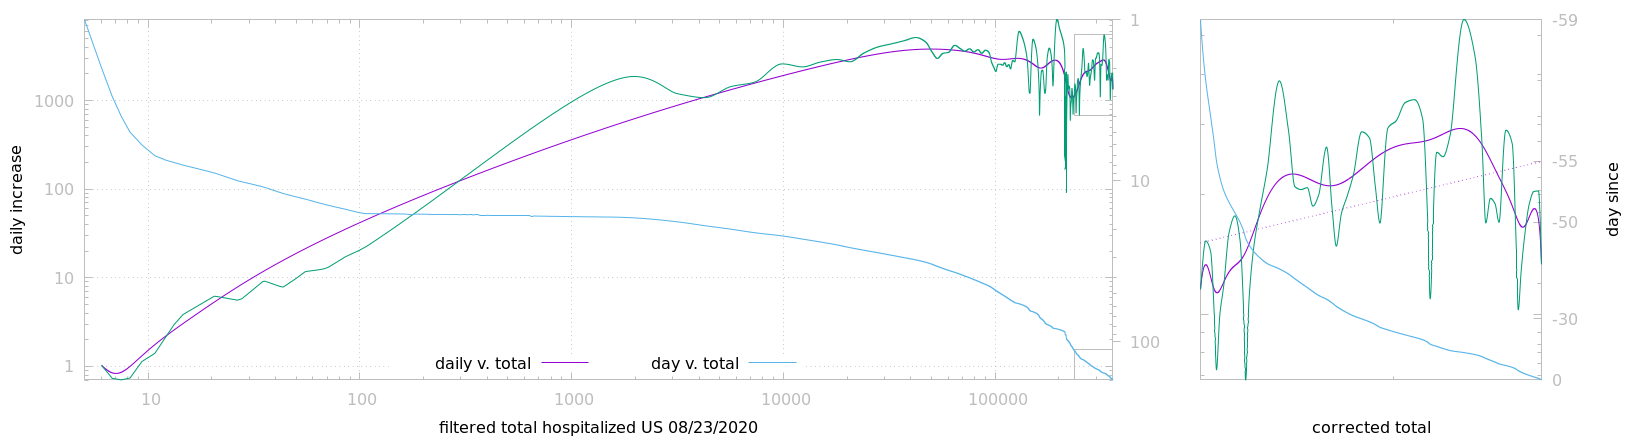 1
-59
1000
daily increase
-55
100
10
-50
day since
10
-30
100
1
daily v. total
day v. total
0
10
100
1000
10000
100000
filtered total hospitalized US 08/23/2020
corrected total